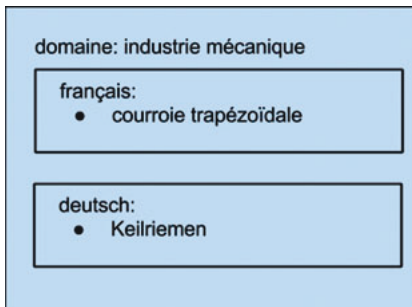 domaine: industrie mécanique
français:
● courroie trapézoïdale
deutsch:
● Keilriemen